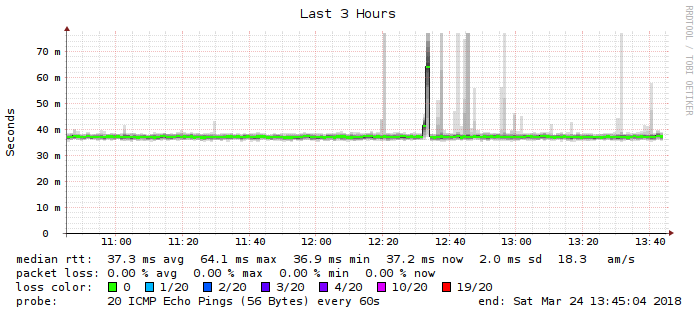 Last 3 Hours
RRDTOOL / TOBI OETIKER
Seconds
70 m
60 m
50 m
40 m
30 m
20 m
10 m
0
11:00 11:20 11:40 12:00 12:20 12:40 13:00 13:20 13:40
median rtt: 37.3 ms avg 64.1 ms max 36.9 ms min 37.2 ms now 2.0 ms sd 18.3 am/s
packet loss: 0.00 % avg 0.00 % max 0.00 % min 0.00 % now
loss color: 0 1/20 2/20 3/20 4/20 10/20 19/20
probe: 20 ICMP Echo Pings (56 Bytes) every 60s end: Sat Mar 24 13:45:04 2018